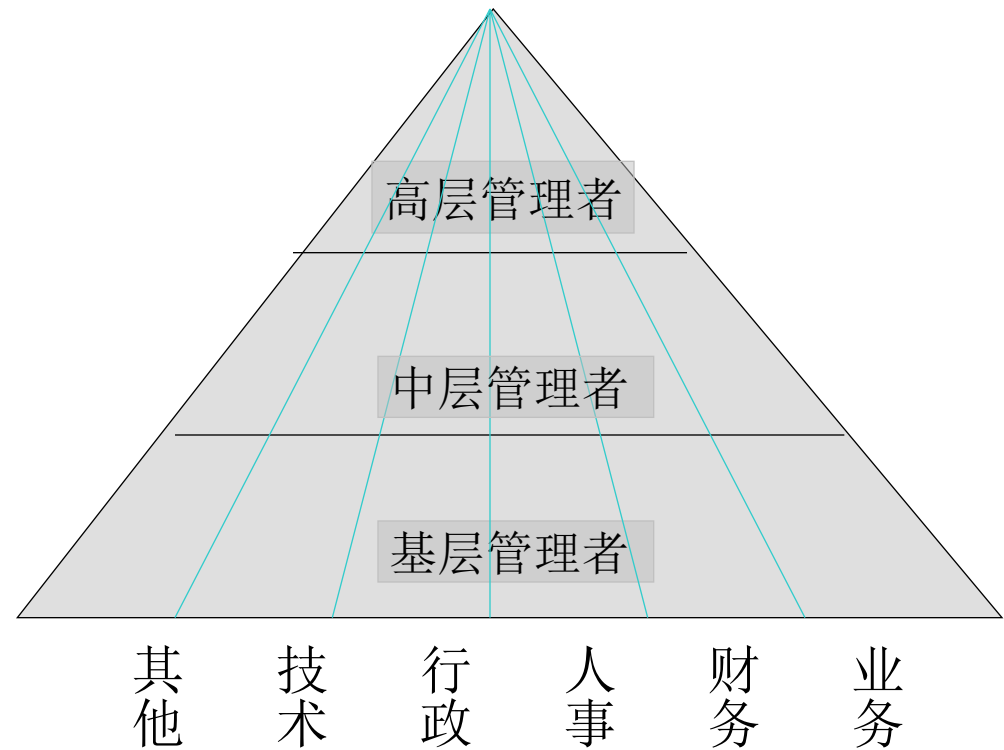 高层管理者
中层管理者
基层管理者
其他
技术
行政
人事
财务
业务